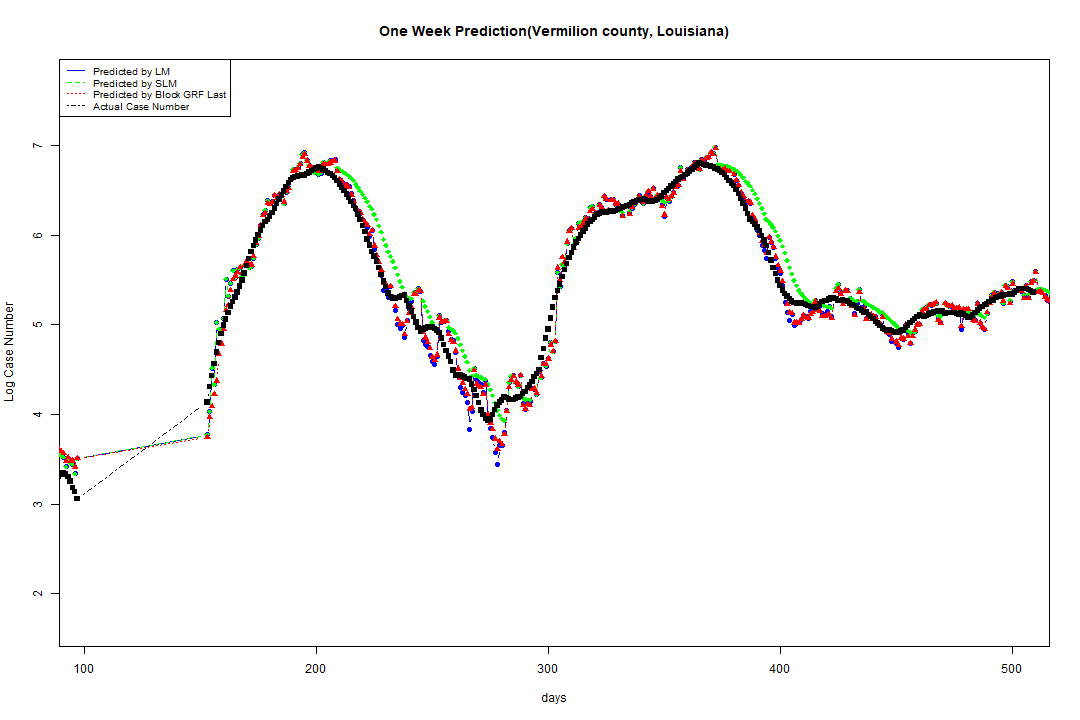 One Week Prediction(Vermilion county, Louisiana)
Predicted by LM
Predicted by SLM
Predicted by Block GRF Last
Actual Case Number
7
6
5
4
3
2
Log Case Number
100 200 300 400 500
days